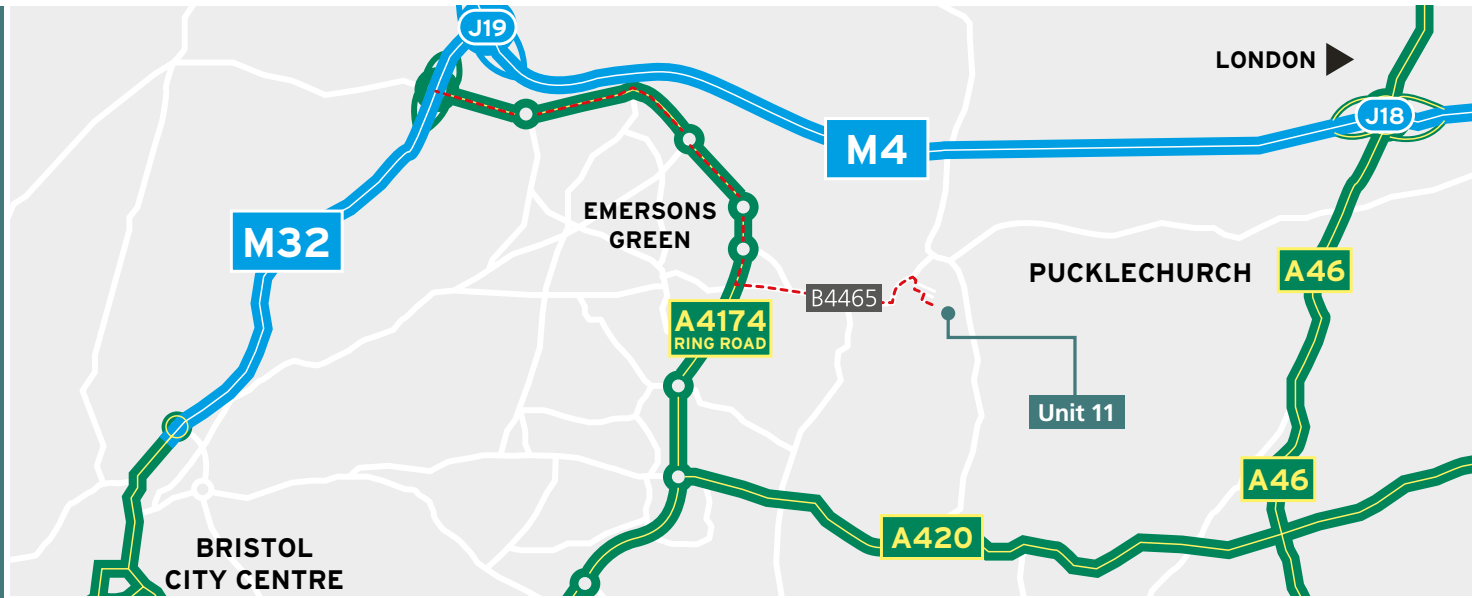 J19
LONDON
J18
M4
EMERSONS
GREEN
M32
PUCKLECHURCH
A46
B4465
A4174
RING ROAD
Unit 11
A46
A420
BRISTOL
CITY CENTRE